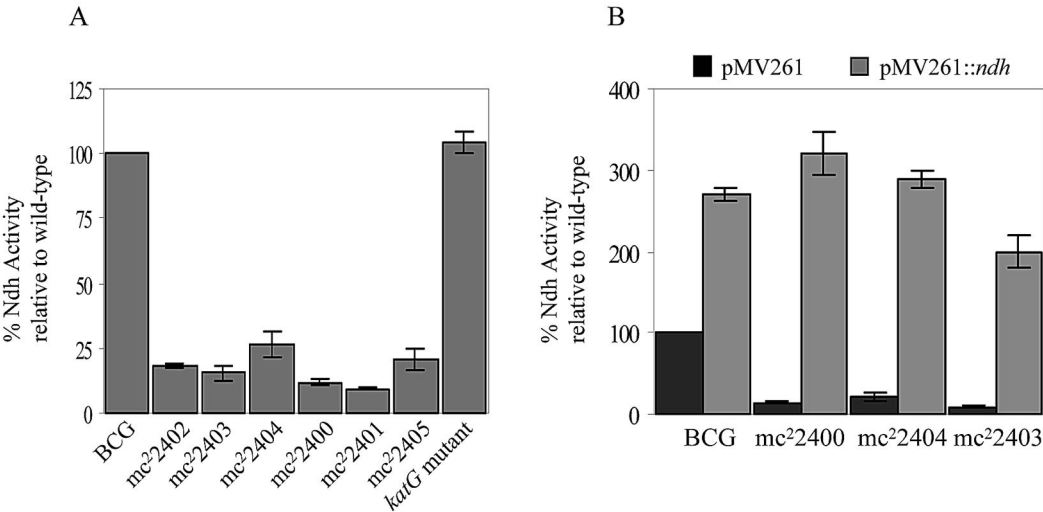 A
% Ndh Activity
relative to wild-type
125
100
75
50
25
0
BCG
mc²2402
mc²2403
mc²2404
mc²2400
mc²2401
mc²2405
katG mutant
B
pMV261
pMV261::ndh
% Ndh Activity
relative to wild-type
400
300
200
100
0
BCG
mc²2400
mc²2404
mc²2403